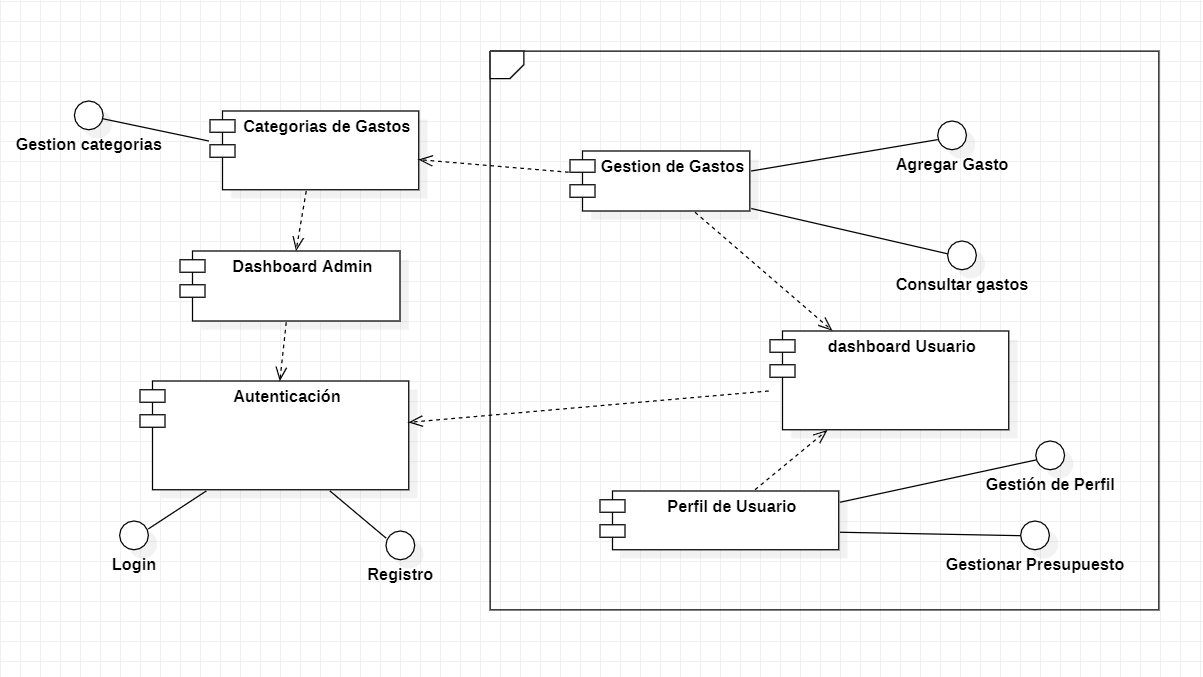 Categorias de Gastos
Gestion categorias
Gestion de Gastos
Agregar Gasto
Dashboard Admin
Consultar gastos
dashboard Usuario
Autenticación
Gestión de Perfil
Perfil de Usuario
Login
Registro
Gestionar Presupuesto